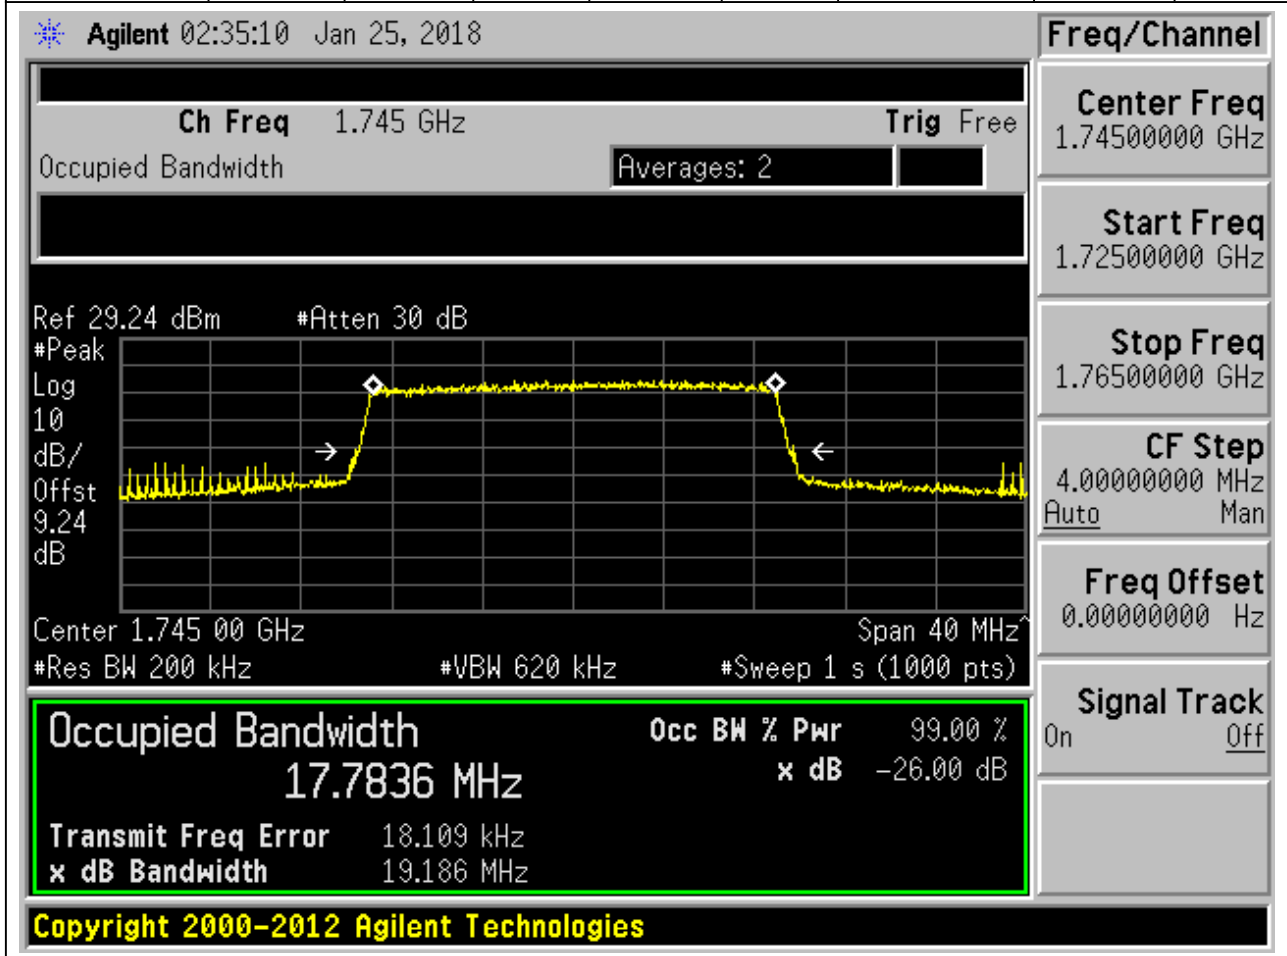 Agilent 02:35:10 Jan 25, 2018
Freq/Channel
Ch Freq 1.745 GHz Trig Free
Occupied Bandwidth Averages: 2
Ref 29.24 dBm #Atten 30 dB
#Peak
Log
10
dB/
Offst
9.24
dB
Center 1.745 00 GHz Span 40 MHz^
#Res BW 200 kHz #VBW 620 kHz #Sweep 1 s (1000 pts)
Occupied Bandwidth Occ BW % Pwr 99.00 %
17.7836 MHz x dB -26.00 dB
Transmit Freq Error 18.109 kHz
x dB Bandwidth 19.186 MHz
Center Freq
1.74500000 GHz
Start Freq
1.72500000 GHz
Stop Freq
1.76500000 GHz
CF Step
4.00000000 MHz
Auto Man
Freq Offset
0.00000000 Hz
Signal Track
On Off
Copyright 2000-2012 Agilent Technologies